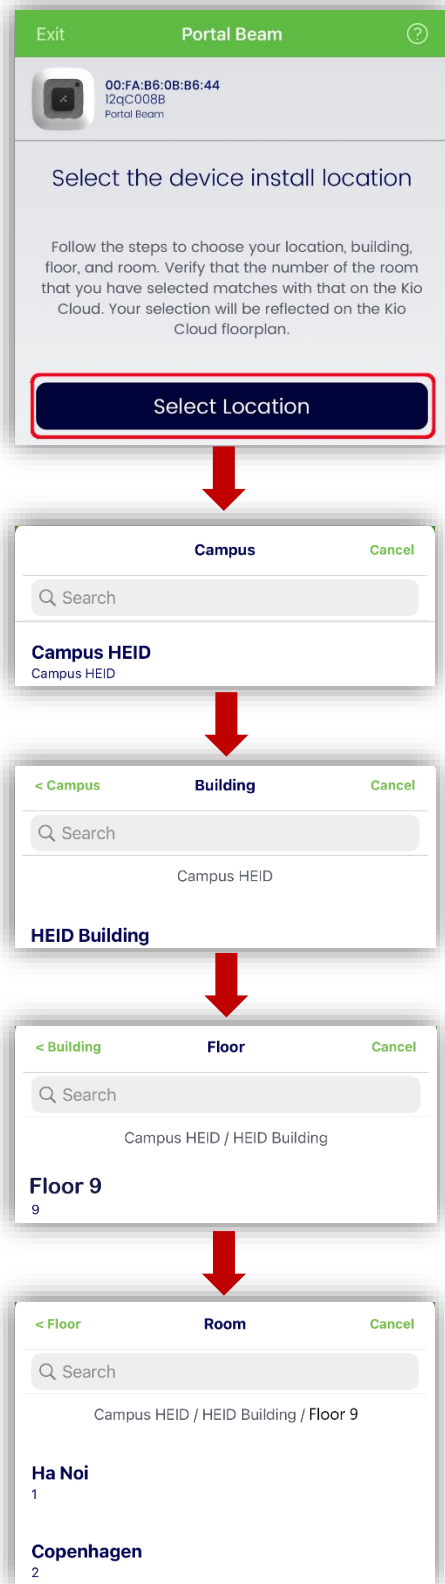 Exit Portal Beam ?
00:FA:B6:0B:B6:44
12qC008B
Portal Beam
Select the device install location
Follow the steps to choose your location, building,
floor, and room. Verify that the number of the room
that you have selected matches with that on the Kio
Cloud. Your selection will be reflected on the Kio
Cloud floorplan.
Select Location
Campus Cancel
Search
Campus HEID
Campus HEID
< Campus Building Cancel
Search
Campus HEID
HEID Building
< Building Floor Cancel
Search
Campus HEID / HEID Building
Floor 9
9
< Floor Room Cancel
Search
Campus HEID / HEID Building / Floor 9
Ha Noi
1
Copenhagen
2